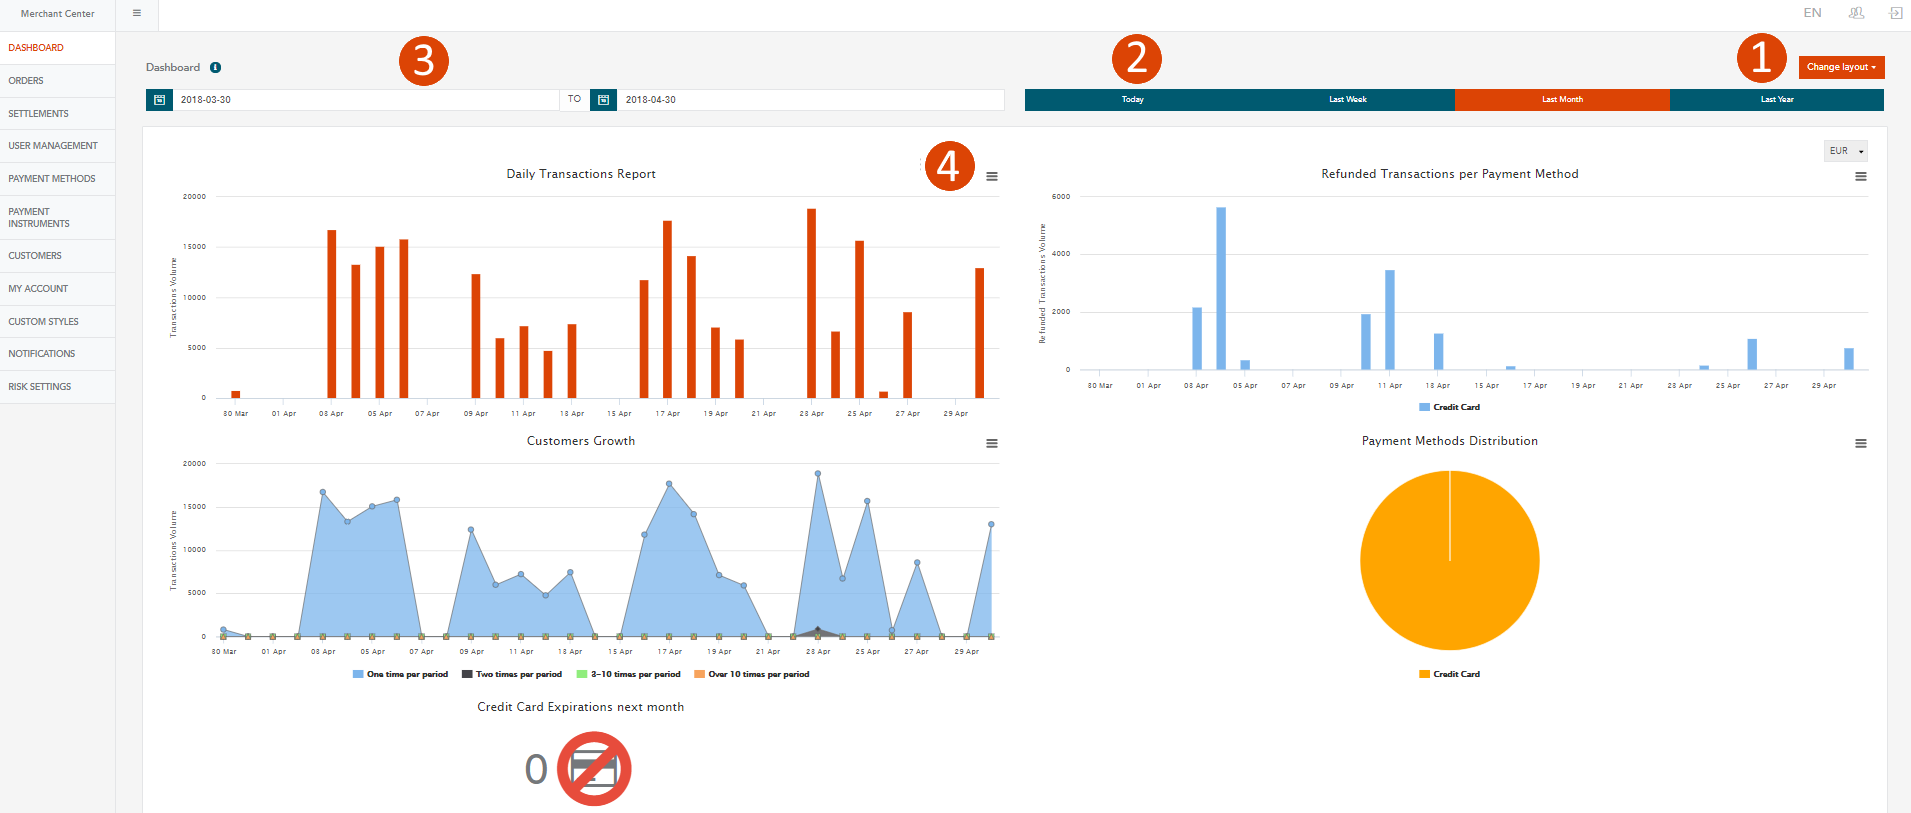 Merchant Center
EN
DASHBOARD
ORDERS
SETTLEMENTS
USER MANAGEMENT
PAYMENT METHODS
PAYMENT
INSTRUMENTS
CUSTOMERS
MY ACCOUNT
CUSTOM STYLES
NOTIFICATIONS
RISK SETTINGS
Dashboard
3
2
1
Change layout
2018-03-30
TO
2018-04-30
Today
Last Week
Last Month
Last Year
4
EUR
Daily Transactions Report
Transactions Volume
20000
15000
10000
5000
0
30 Mar 01 Apr 03 Apr 05 Apr 07 Apr 09 Apr 11 Apr 13 Apr 15 Apr 17 Apr 19 Apr 21 Apr 23 Apr 25 Apr 27 Apr 29 Apr
Refunded Transactions per Payment Method
Refunded Transactions Volume
6000
4000
2000
0
30 Mar 01 Apr 03 Apr 05 Apr 07 Apr 09 Apr 11 Apr 13 Apr 15 Apr 17 Apr 19 Apr 21 Apr 23 Apr 25 Apr 27 Apr 29 Apr
Credit Card
Customers Growth
Transactions Volume
20000
15000
10000
5000
0
30 Mar 01 Apr 03 Apr 05 Apr 07 Apr 09 Apr 11 Apr 13 Apr 15 Apr 17 Apr 19 Apr 21 Apr 23 Apr 25 Apr 27 Apr 29 Apr
One time per period Two times per period 3-10 times per period Over 10 times per period
Payment Methods Distribution
Credit Card
Credit Card Expirations next month
0